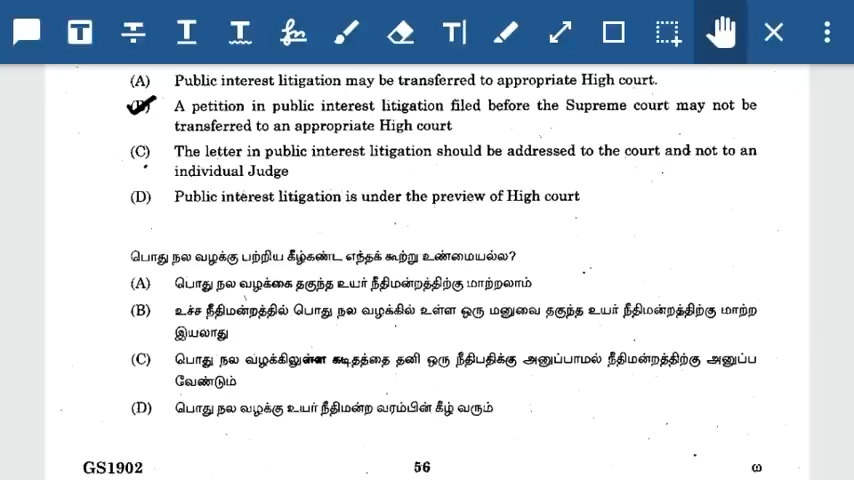 (A) Public interest litigation may be transferred to appropriate High court.
(B) A petition in public interest litigation filed before the Supreme court may not be
transferred to an appropriate High court
(C) The letter in public interest litigation should be addressed to the court and not to an
individual Judge
(D) Public interest litigation is under the preview of High court
பொது நல வழக்கு பற்றிய கீழ்கண்ட எந்தக் கூற்று உண்மையல்ல?
(A) பொது நல வழக்கை தகுந்த உயர் நீதிமன்றத்திற்கு மாற்றலாம்
(B) உச்ச நீதிமன்றத்தில் பொது நல வழக்கில் உள்ள ஒரு மனுவை தகுந்த உயர் நீதிமன்றத்திற்கு மாற்ற
இயலாது
(C) பொது நல வழக்கிலுள்ள கடிதத்தை தனி ஒரு நீதிபதிக்கு அனுப்பாமல் நீதிமன்றத்திற்கு அனுப்ப
வேண்டும்
(D) பொது நல வழக்கு உயர் நீதிமன்ற வரம்பின் கீழ் வரும்
GS1902 56 ω